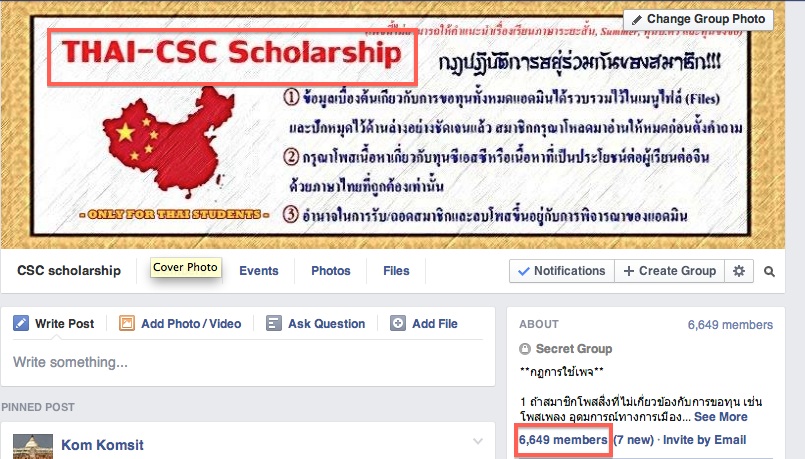 Change Group Photo
THAI-CSC Scholarship
กฎปฏิบัติการอยู่ร่วมกันของสมาชิก!!!
① ข้อมูลเบื้องต้นเกี่ยวกับการขอทุนทั้งหมดแอดมินได้รวบรวมไว้ในเมนูไฟล์ (Files)
และปักหมุดไว้ด้านล่างอย่างชัดเจนแล้ว สมาชิกกรุณาโหลดมาอ่านให้หมดก่อนตั้งคำถาม
② กรุณาโพสเนื้อหาเกี่ยวกับทุนซีเอสซีหรือเนื้อหาที่เป็นประโยชน์ต่อผู้เรียนต่อจีน
ด้วยภาษาไทยที่ถูกต้องเท่านั้น
③ อำนาจในการรับ/ถอดสมาชิกและลบโพสขึ้นอยู่กับการพิจารณาของแอดมิน
- ONLY FOR THAI STUDENTS -
CSC scholarship
Cover Photo
Events
Photos
Files
Notifications
Create Group
Write Post
Add Photo / Video
Ask Question
Add File
Write something...
PINNED POST
Kom Komsit
ABOUT
6,649 members
Secret Group
**กฎการใช้เพจ**
1 ถ้าสมาชิกโพสสิ่งที่ไม่เกี่ยวข้องกับการขอทุน เช่น
โพสเพลง อุดมการณ์ทางการเมือง... See More
6,649 members (7 new) · Invite by Email